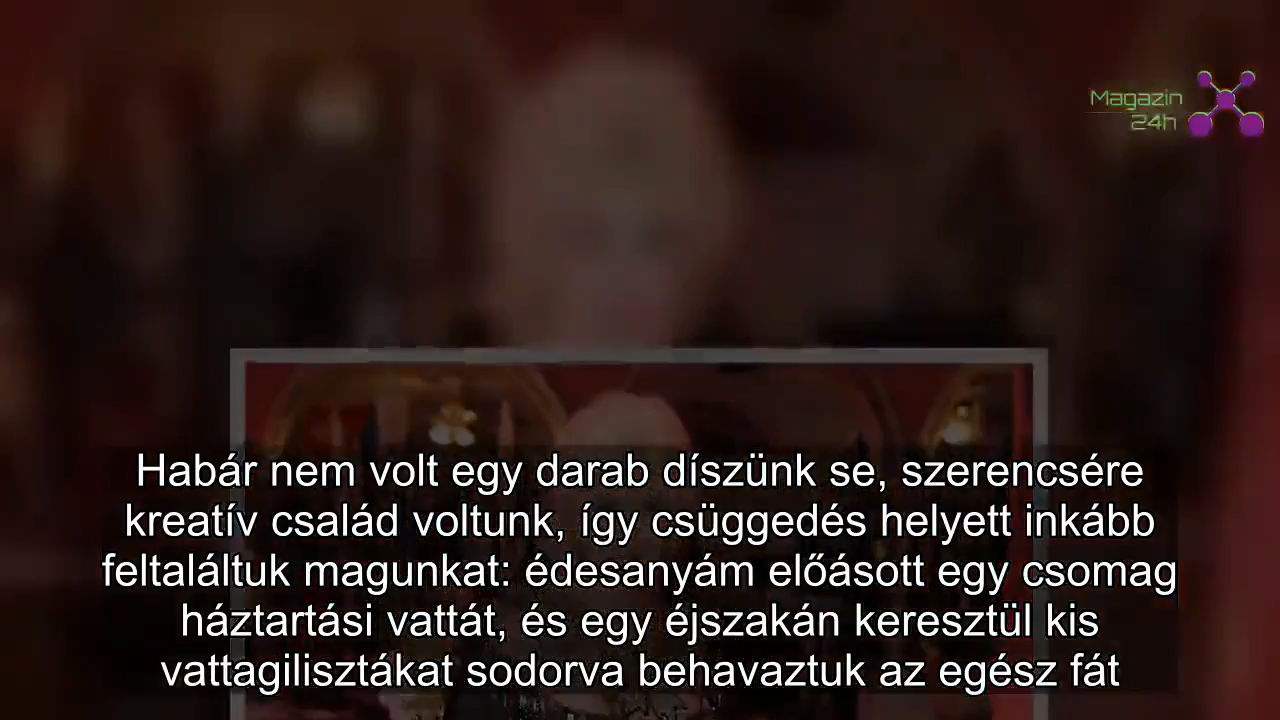 Magazin
24h
Habár nem volt egy darab díszünk se, szerencsére
kreatív család voltunk, így csüggedés helyett inkább
feltaláltuk magunkat: édesanyám előásott egy csomag
háztartási vattát, és egy éjszakán keresztül kis
vattagilisztákat sodorva behavaztuk az egész fát